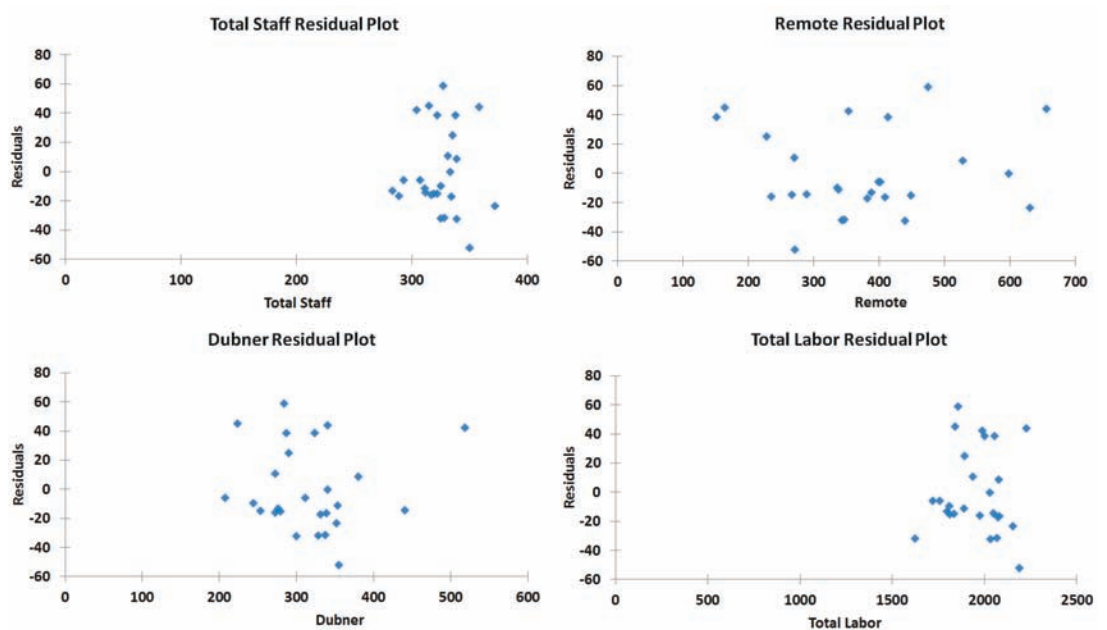 Total Staff Residual Plot
80
60
40
20
0
-20
-40
-60
Residuals
0 100 200 300 400
Total Staff
Remote Residual Plot
80
60
40
20
0
-20
-40
-60
Residuals
0 100 200 300 400 500 600 700
Remote
Dubner Residual Plot
80
60
40
20
0
-20
-40
-60
Residuals
0 100 200 300 400 500 600
Dubner
Total Labor Residual Plot
80
60
40
20
0
-20
-40
-60
Residuals
0 500 1000 1500 2000 2500
Total Labor